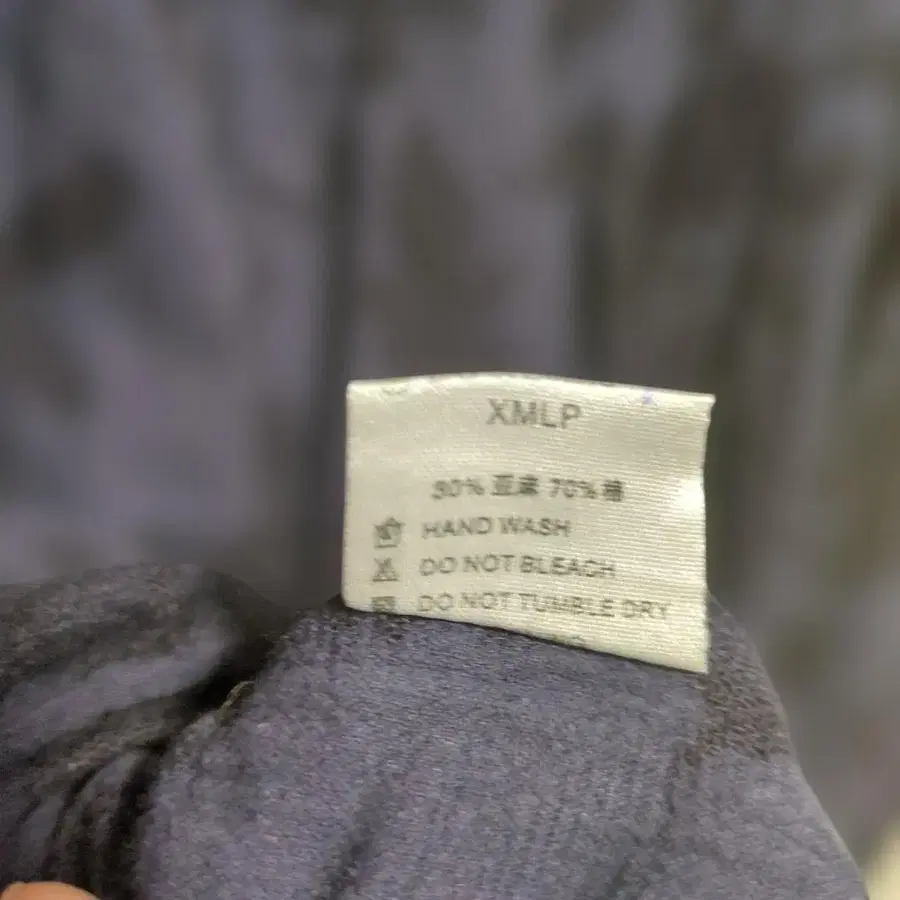 XMLP
30% 亚麻 70% 棉
HAND WASH
DO NOT BLEACH
DO NOT TUMBLE DRY